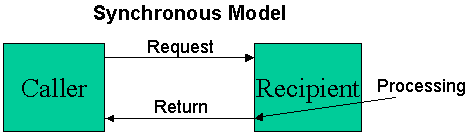 Synchronous Model
Request
Caller
Recipient
Processing
Return